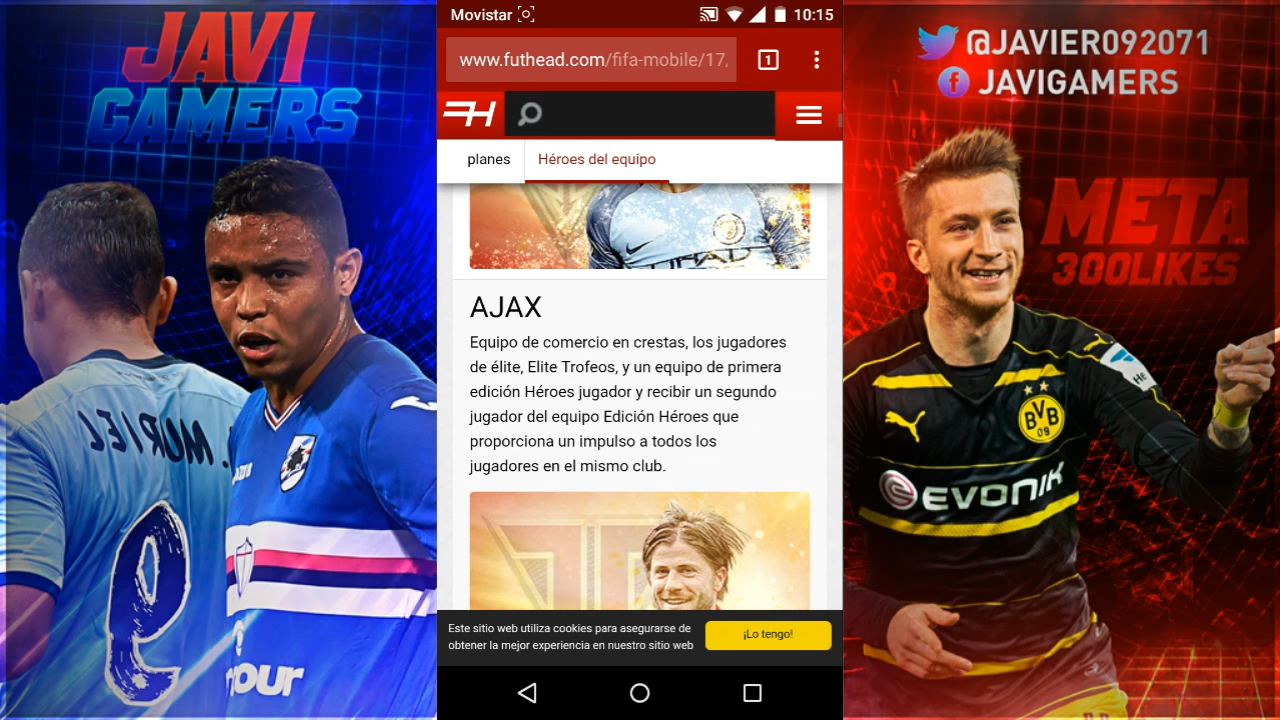 JAVI
GAMERS
MURIEL
9
Movistar
10:15
www.futhead.com/fifa-mobile/17,
1
FH
planes
Héroes del equipo
AJAX
Equipo de comercio en crestas, los jugadores
de élite, Elite Trofeos, y un equipo de primera
edición Héroes jugador y recibir un segundo
jugador del equipo Edición Héroes que
proporciona un impulso a todos los
jugadores en el mismo club.
Este sitio web utiliza cookies para asegurarse de
obtener la mejor experiencia en nuestro sitio web
¡Lo tengo!
@JAVIER092071
JAVIGAMERS
META
300LIKES
BVB
09
EVONIK